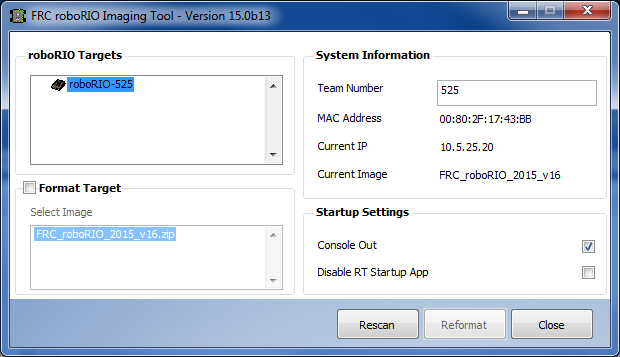 FRC roboRIO Imaging Tool - Version 15.0b13
roboRIO Targets
roboRIO-525
Format Target
Select Image
FRC_roboRIO_2015_v16.zip
System Information
Team Number 525
MAC Address 00:80:2F:17:43:BB
Current IP 10.5.25.20
Current Image FRC_roboRIO_2015_v16
Startup Settings
Console Out
Disable RT Startup App
Rescan Reformat Close